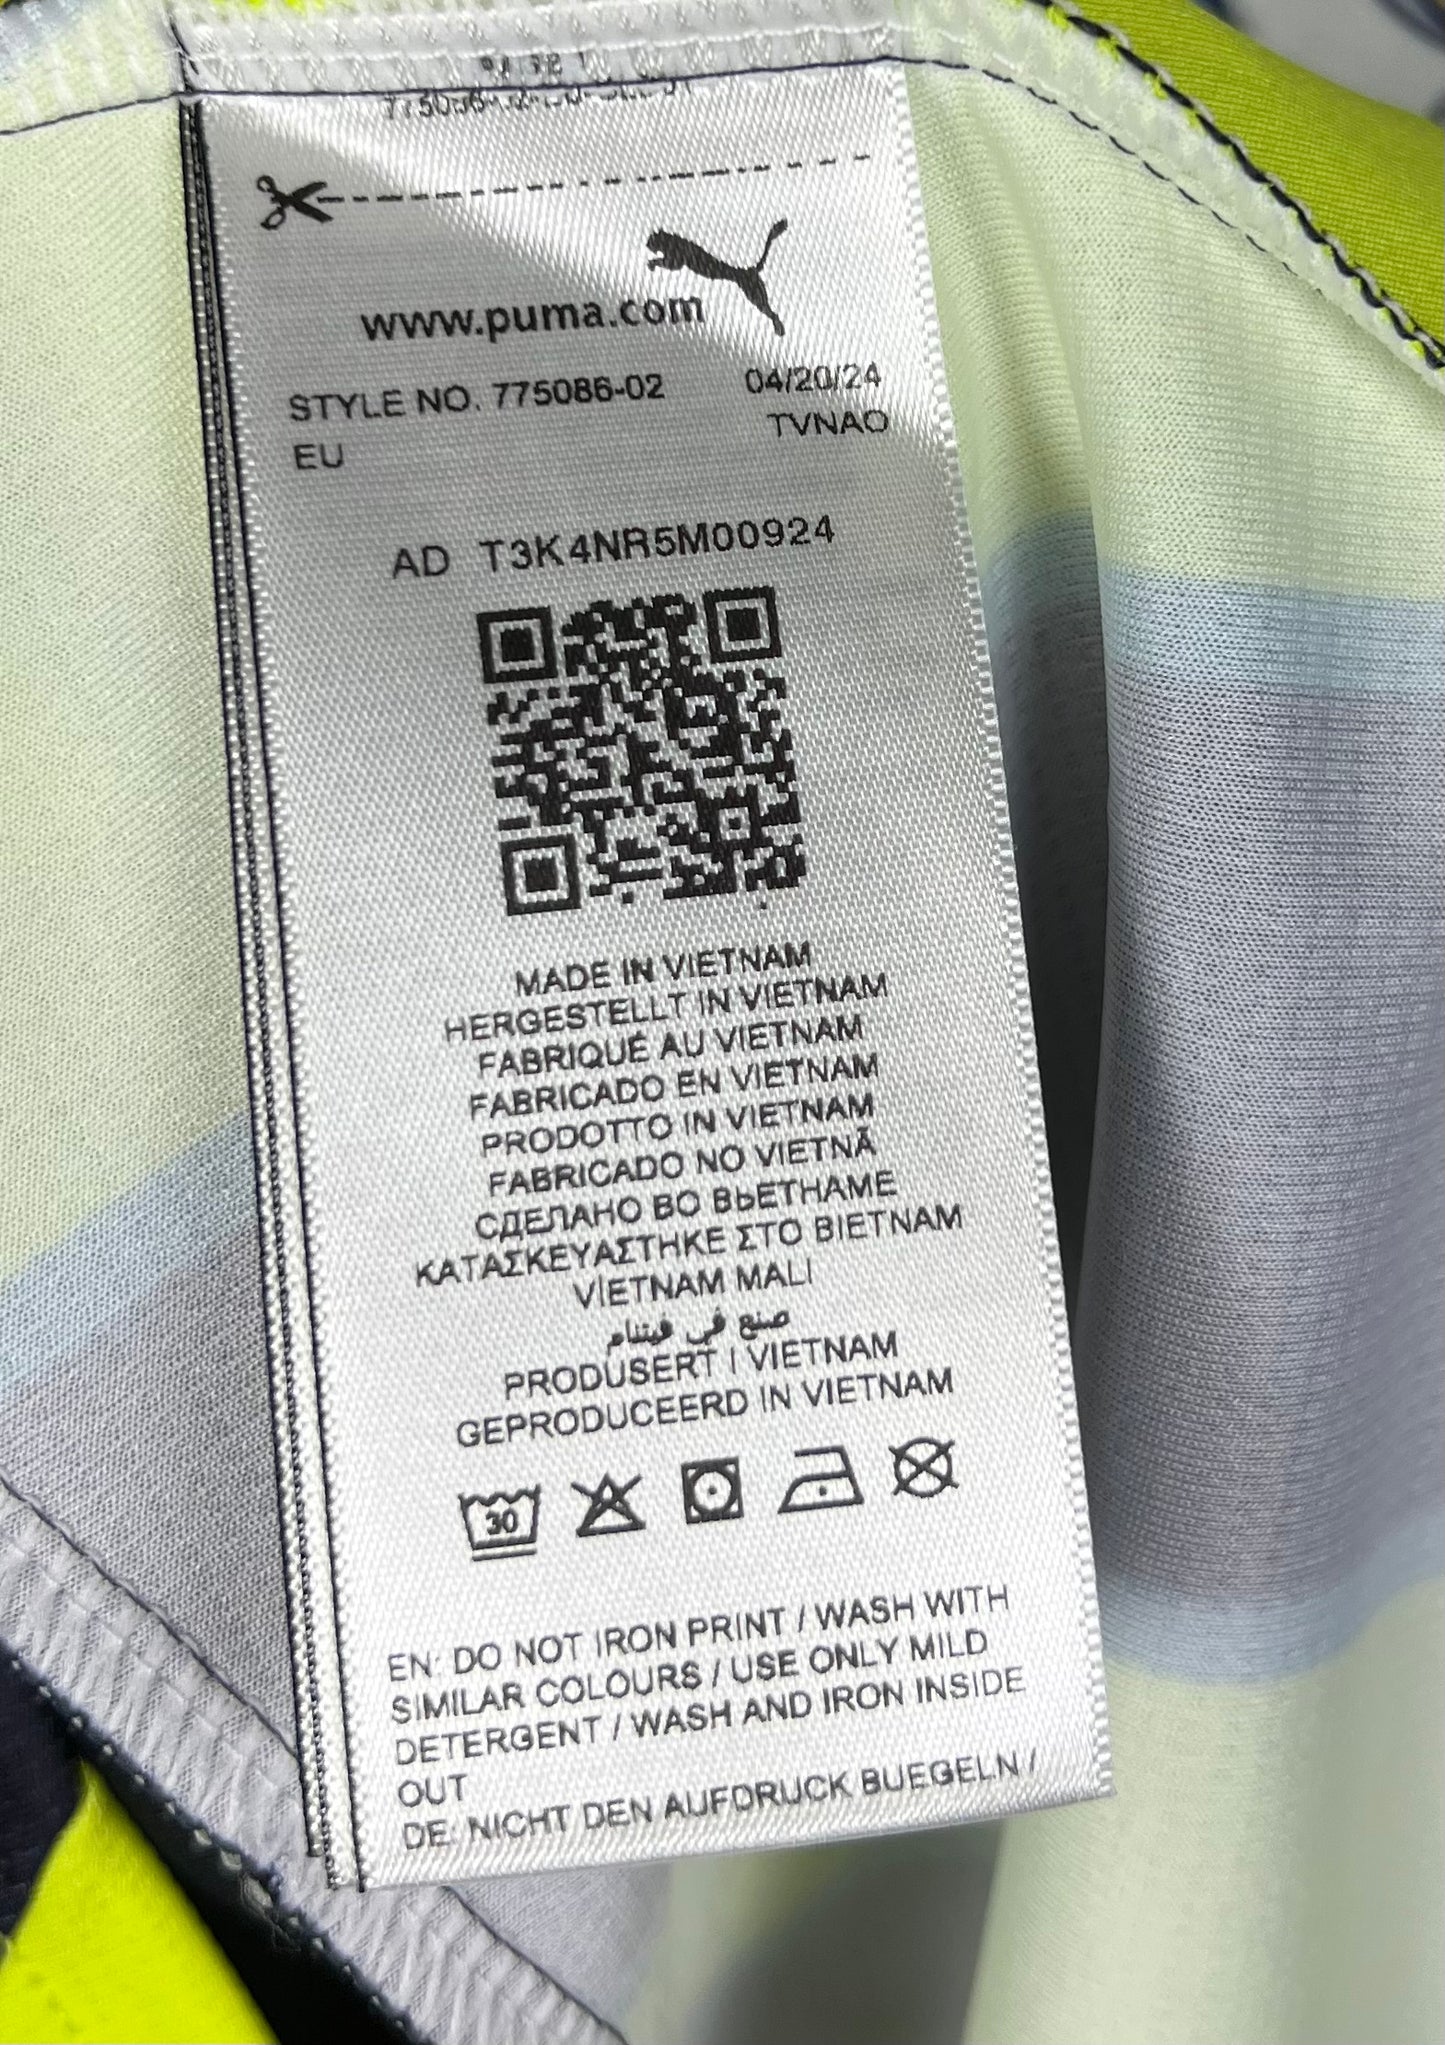 www.puma.com
STYLE NO. 775086-02 04/20/24
EU TVNAO
AD T3K4NR5M00924
MADE IN VIETNAM
HERGESTELLT IN VIETNAM
FABRIQUÉ AU VIETNAM
FABRICADO EN VIETNAM
PRODOTTO IN VIETNAM
FABRICADO NO VIETNÃ
СДЕЛАНО ВО ВЬЕТНАМЕ
ΚΑΤΑΣΚΕΥΑΣΤΗΚΕ ΣΤΟ ΒΙΕΤΝΑΜ
VIETNAM MALI
صنع في فيتنام
PRODUSERT I VIETNAM
GEPRODUCEERD IN VIETNAM
30
EN: DO NOT IRON PRINT / WASH WITH
SIMILAR COLOURS / USE ONLY MILD
DETERGENT / WASH AND IRON INSIDE
OUT
DE: NICHT DEN AUFDRUCK BUEGELN /